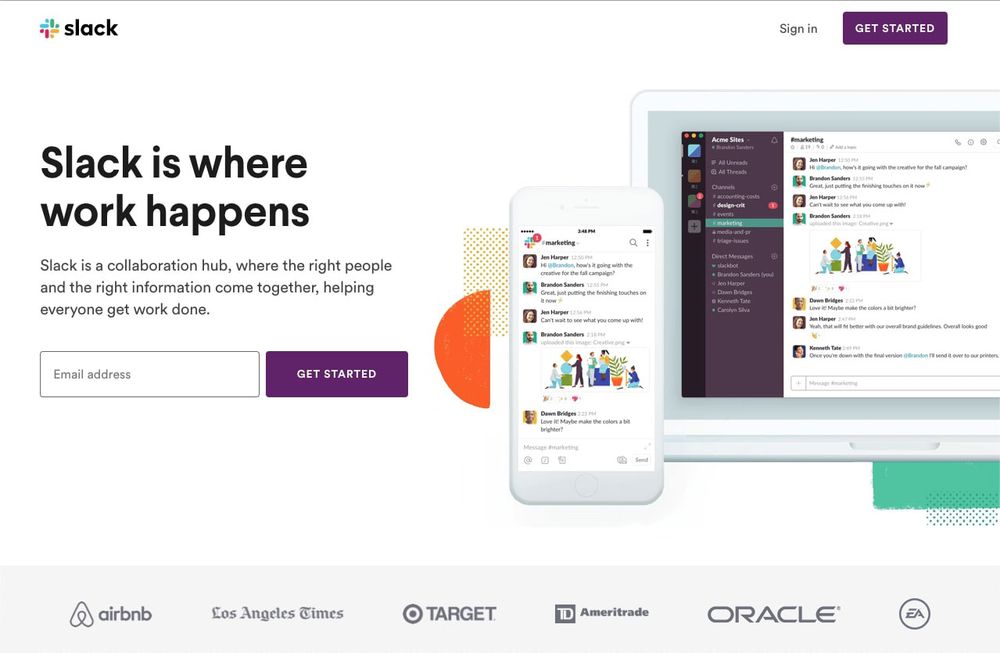 slack
Sign in
GET STARTED
Slack is where
work happens
Slack is a collaboration hub, where the right people
and the right information come together, helping
everyone get work done.
Email address
GET STARTED
3:48 PM
#marketing
Jen Harper 12:50 PM
Hi @Brandon, how's it going with the
creative for the fall campaign?
Brandon Sanders 12:55 PM
Great, just putting the finishing touches on
it now⚡
Jen Harper 12:56 PM
Can't wait to see what you come up with!
Brandon Sanders 2:18 PM
uploaded this image: Creative.png
Dawn Bridges 2:23 PM
Love it! Maybe make the colors a bit
brighter?
Message #marketing
Send
Acme Sites
Brandon Sanders
All Unreads
All Threads
Channels
# accounting-costs
# design-crit 1
# events
# marketing
media-and-pr
# triage-issues
Direct Messages
slackbot
Brandon Sanders (you)
Jen Harper
Dawn Bridges
Kenneth Tate
Carolyn Silva
#marketing
Add a topic
Jen Harper 12:50 PM
Hi @Brandon, how's it going with the creative for the fall campaign?
Brandon Sanders 12:55 PM
Great, just putting the finishing touches on it now⚡
Jen Harper 12:56 PM
Can't wait to see what you come up with!
Brandon Sanders 2:18 PM
uploaded this image: Creative.png
Dawn Bridges 2:23 PM
Love it! Maybe make the colors a bit brighter?
Jen Harper 2:47 PM
Yeah, that will fit better with our overall brand guidelines. Overall looks good
Kenneth Tate 2:49 PM
Once you're down with the final version @Brandon I'll send it over to our printers.
Message #marketing
airbnb
Los Angeles Times
TARGET
TD Ameritrade
ORACLE®
EA